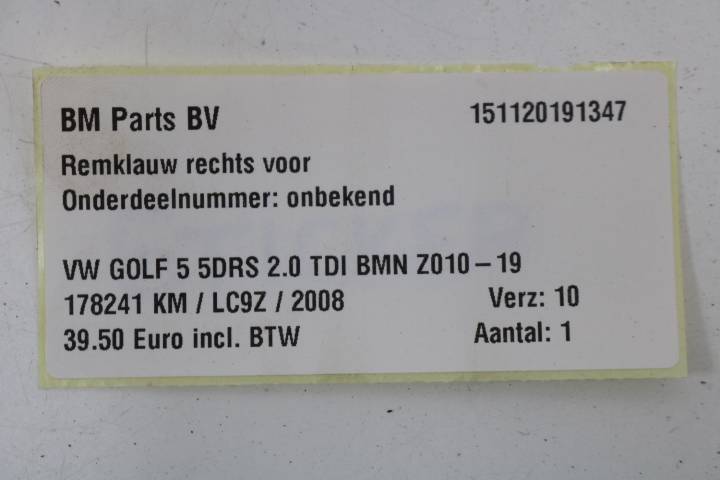 BM Parts BV 151120191347
Remklauw rechts voor
Onderdeelnummer: onbekend
VW GOLF 5 5DRS 2.0 TDI BMN Z010-19
178241 KM / LC9Z / 2008 Verz: 10
39.50 Euro incl. BTW Aantal: 1